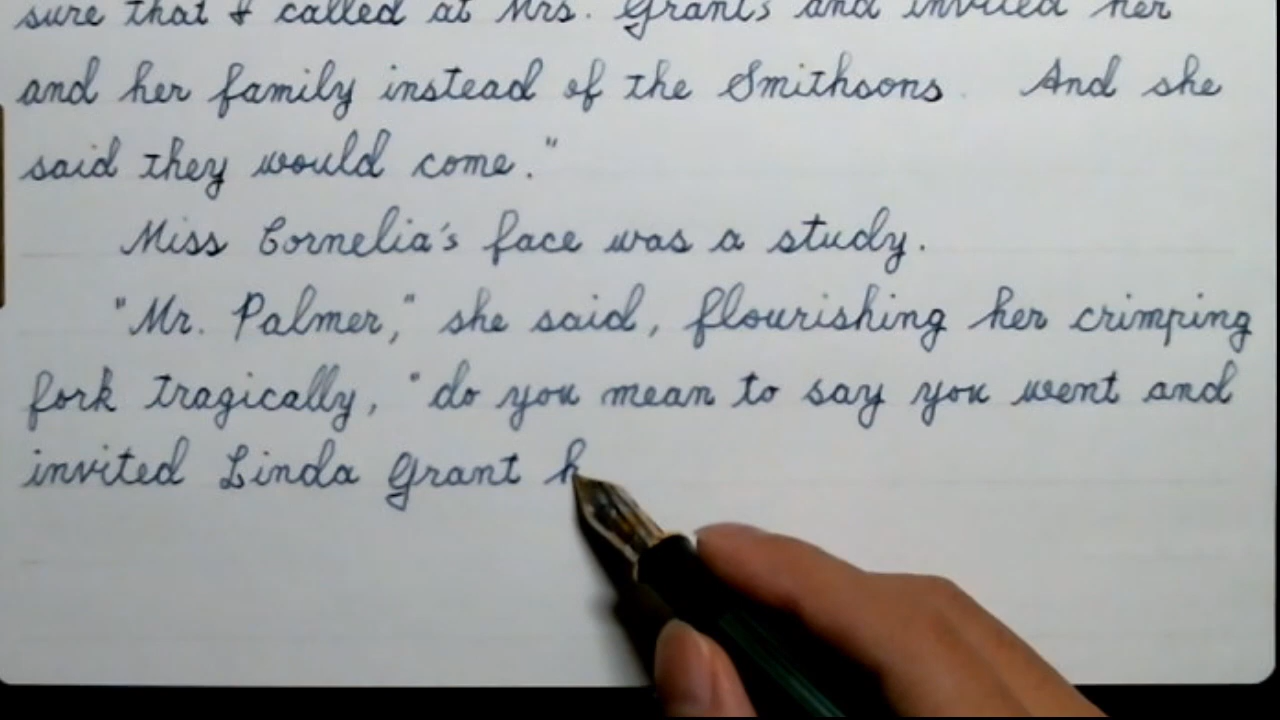 sure that I called at Mrs. Grant's and invited her
and her family instead of the Smithsons. And she
said they would come."
Miss Cornelia's face was a study.
"Mr. Palmer," she said, flourishing her crimping
fork tragically, "do you mean to say you went and
invited Linda Grant h